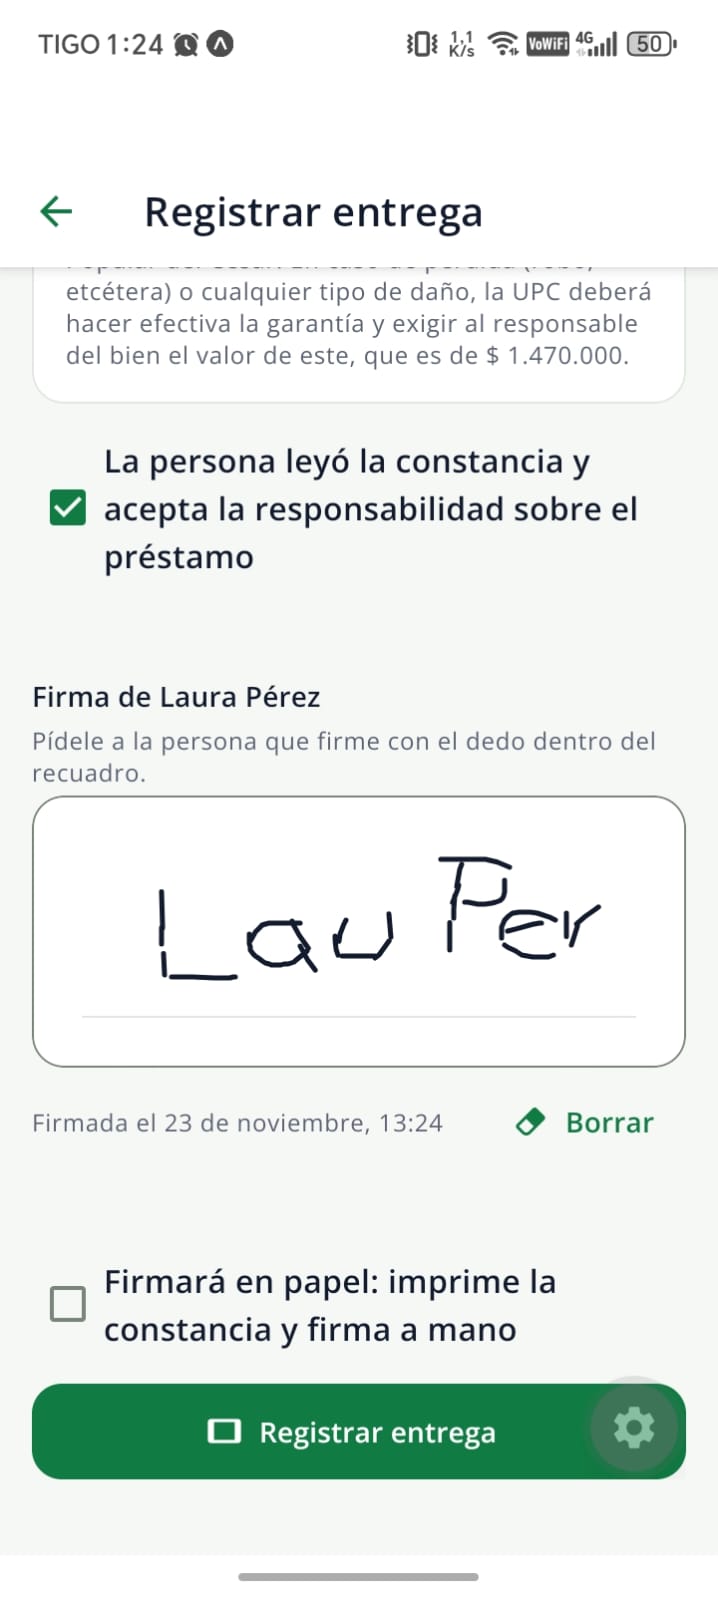 TIGO 1:24
1,1 K/s VoWiFi 4G 50
Registrar entrega
etcétera) o cualquier tipo de daño, la UPC deberá
hacer efectiva la garantía y exigir al responsable
del bien el valor de este, que es de $ 1.470.000.
La persona leyó la constancia y
acepta la responsabilidad sobre el
préstamo
Firma de Laura Pérez
Pídele a la persona que firme con el dedo dentro del
recuadro.
Lau Per
Firmada el 23 de noviembre, 13:24
Borrar
Firmará en papel: imprime la
constancia y firma a mano
Registrar entrega